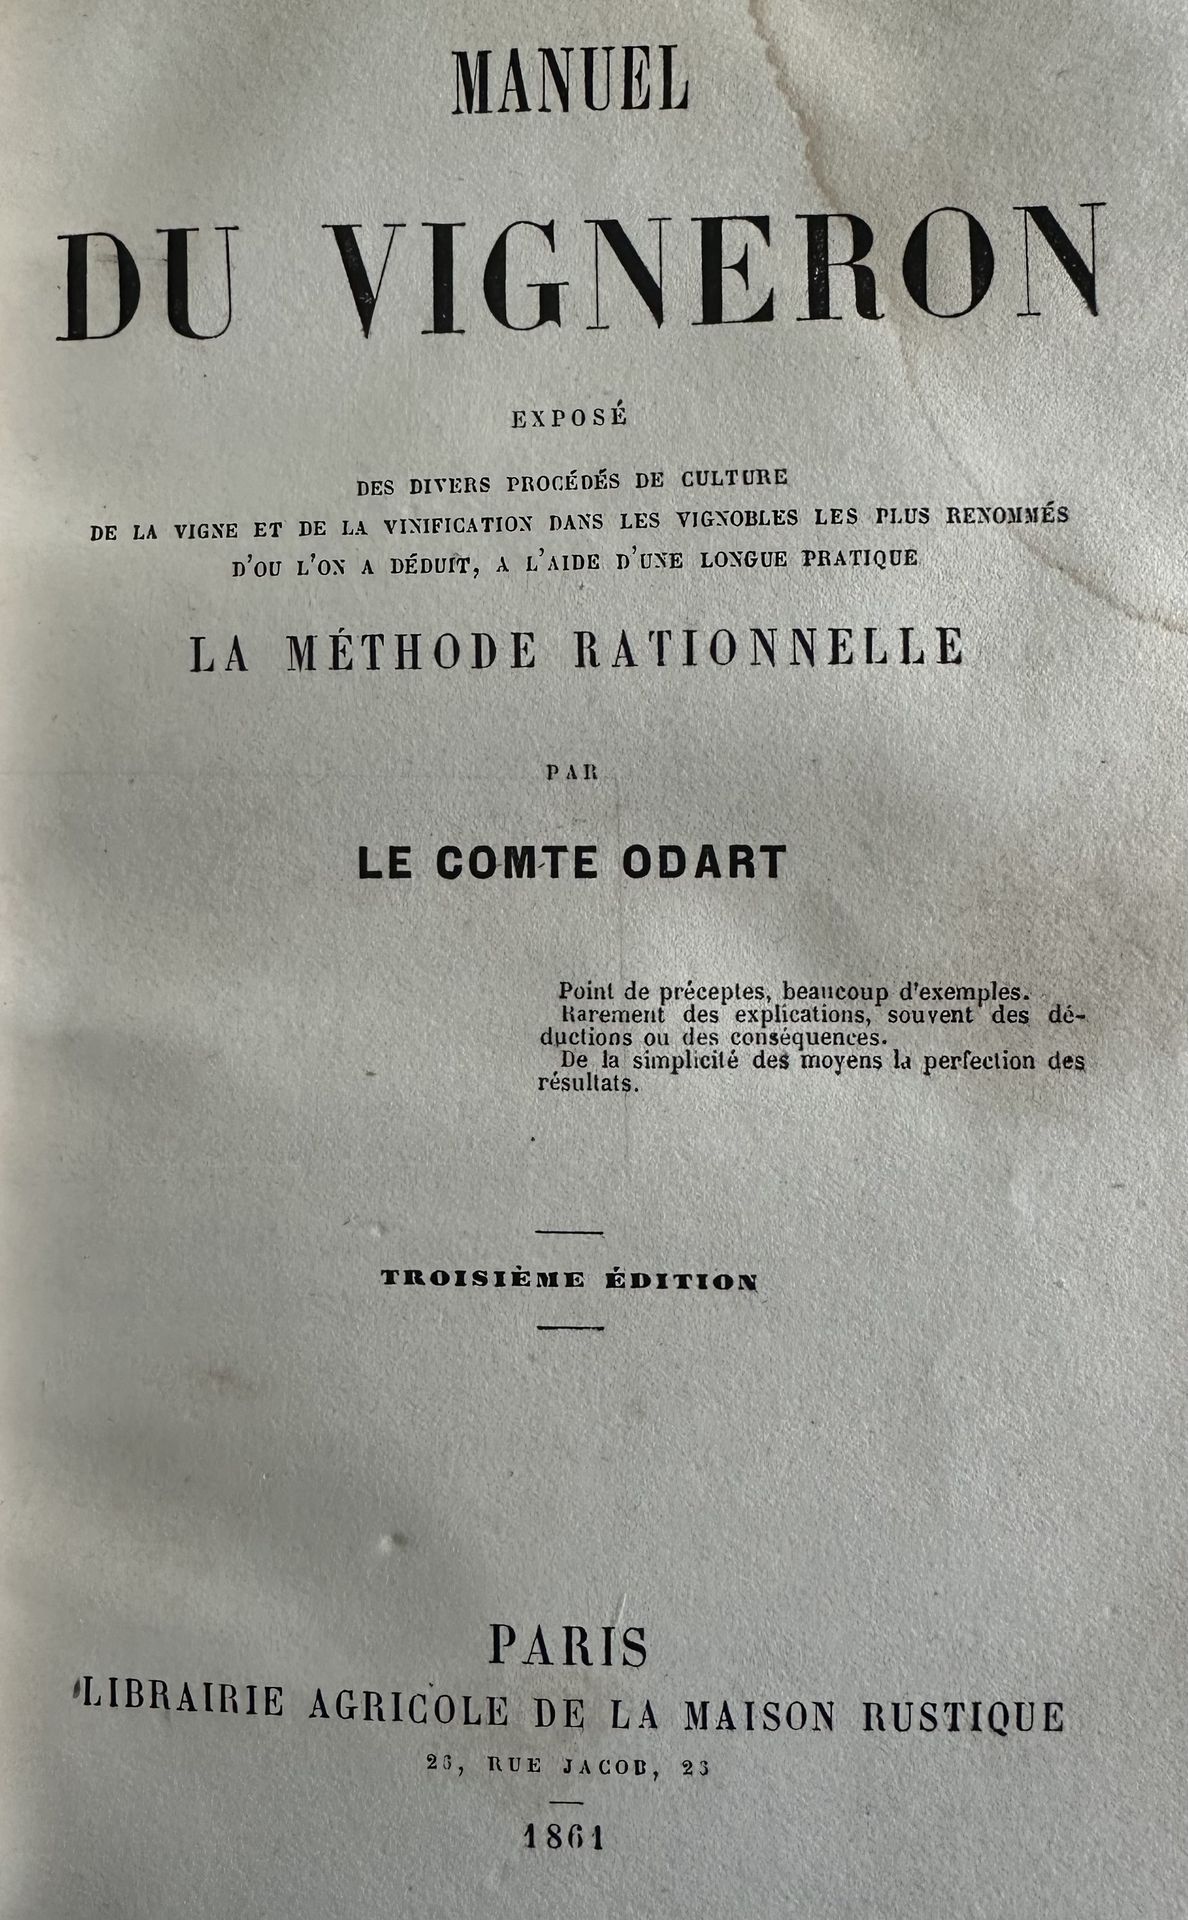 MANUEL
DU VIGNERON
EXPOSÉ
DES DIVERS PROCÉDÉS DE CULTURE
DE LA VIGNE ET DE LA VINIFICATION DANS LES VIGNOBLES LES PLUS RENOMMÉS
D'OU L'ON A DÉDUIT, A L'AIDE D'UNE LONGUE PRATIQUE
LA MÉTHODE RATIONNELLE
PAR
LE COMTE ODART
Point de préceptes, beaucoup d'exemples.
Rarement des explications, souvent des dé-
ductions ou des conséquences.
De la simplicité des moyens la perfection des
résultats.
TROISIÈME ÉDITION
PARIS
LIBRAIRIE AGRICOLE DE LA MAISON RUSTIQUE
26, RUE JACOB, 26
1861